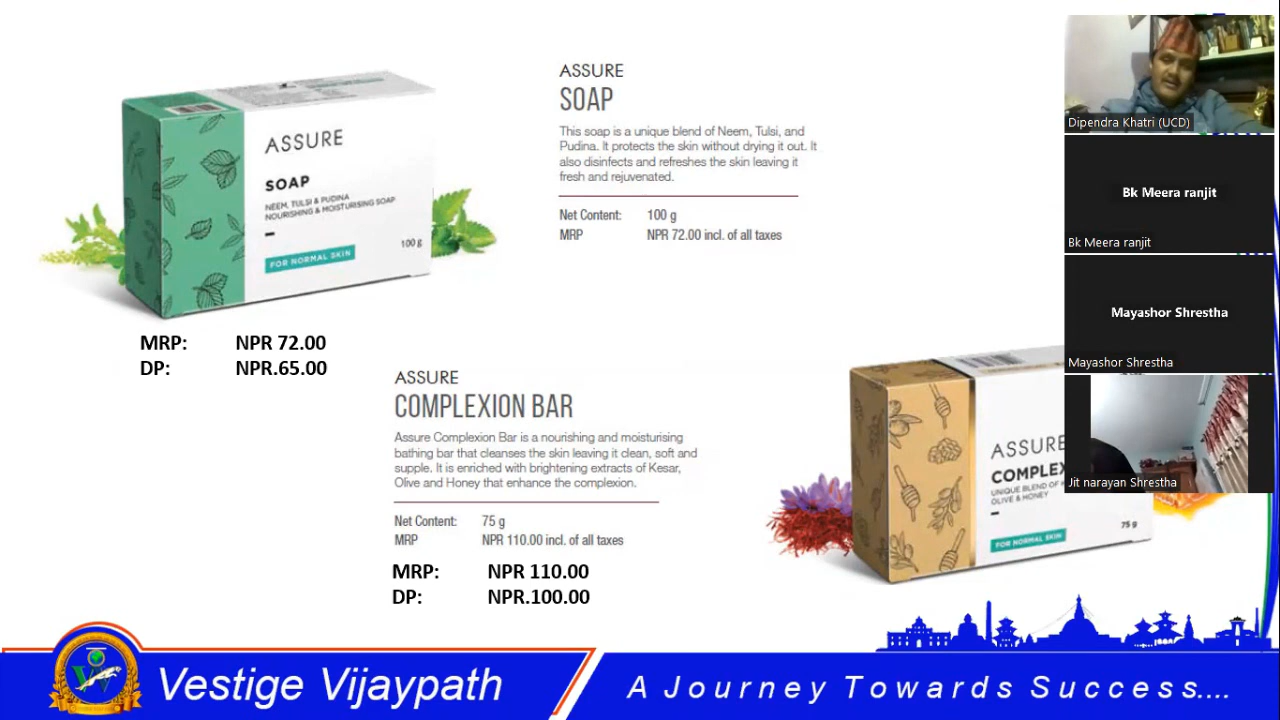 ASSURE
SOAP
This soap is a unique blend of Neem, Tulsi, and
Pudina. It protects the skin without drying it out. It
also disinfects and refreshes the skin leaving it
fresh and rejuvenated.
Net Content: 100 g
MRP NPR 72.00 incl. of all taxes
ASSURE
SOAP
NEEM, TULSI & PUDINA
NOURISHING & MOISTURISING SOAP
100 g
FOR NORMAL SKIN
MRP: NPR 72.00
DP: NPR.65.00
ASSURE
COMPLEXION BAR
Assure Complexion Bar is a nourishing and moisturising
bathing bar that cleanses the skin leaving it clean, soft and
supple. It is enriched with brightening extracts of Kesar,
Olive and Honey that enhance the complexion.
Net Content: 75 g
MRP NPR 110.00 incl. of all taxes
MRP: NPR 110.00
DP: NPR.100.00
ASSURE
COMPLEX
UNIQUE BLEND OF
OLIVE & HONEY
75 g
FOR NORMAL SKIN
Dipendra Khatri (UCD)
Bk Meera ranjit
Bk Meera ranjit
Mayashor Shrestha
Mayashor Shrestha
Jit narayan Shrestha
Vestige Vijaypath
A Journey Towards Success....